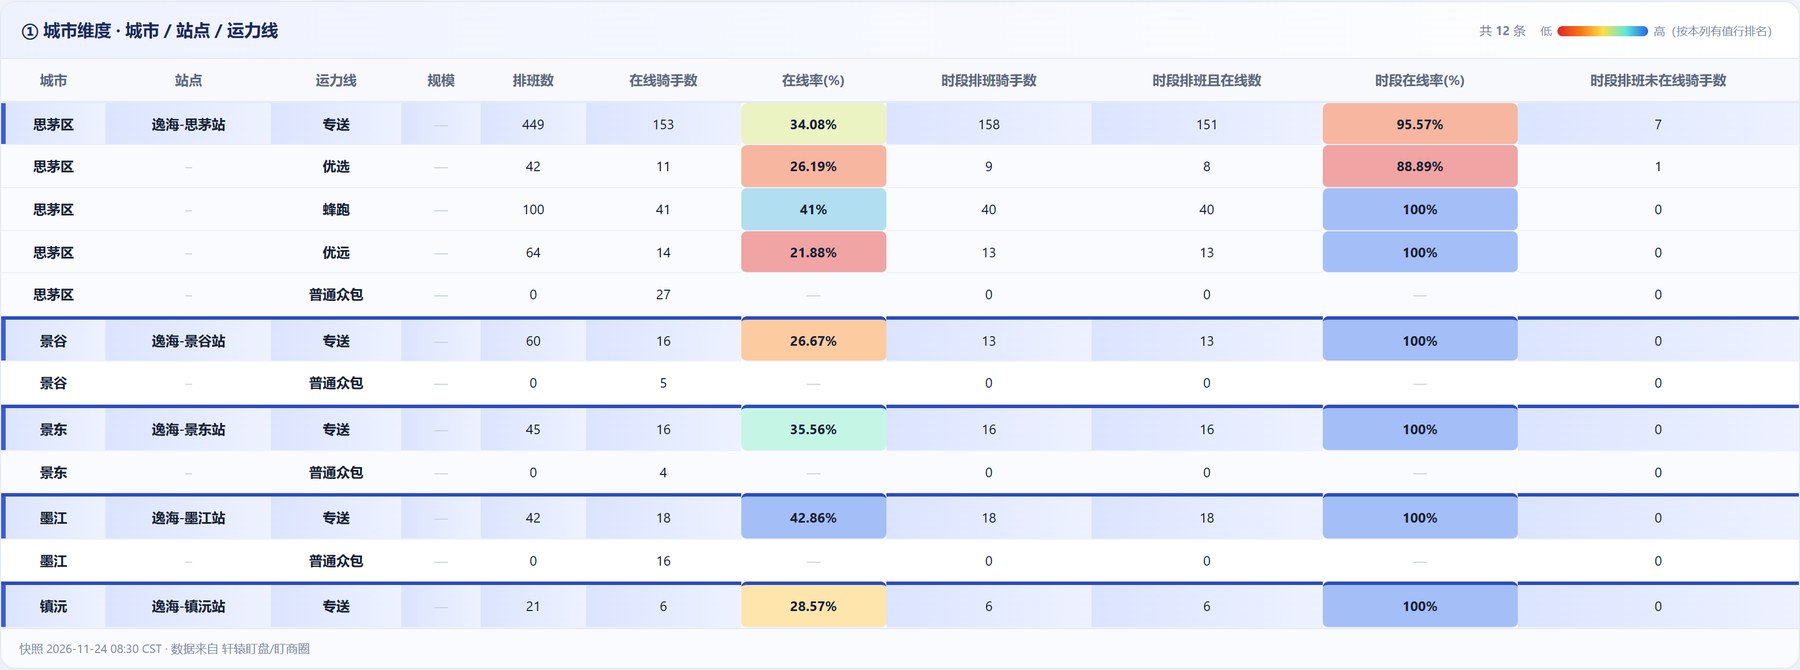 ① 城市维度 · 城市 / 站点 / 运力线 共 12 条 低 高 (按本列有值行排名)
城市 站点 运力线 规模 排班数 在线骑手数 在线率(%) 时段排班骑手数 时段排班且在线数 时段在线率(%) 时段排班未在线骑手数
思茅区 逸海-思茅站 专送 — 449 153 34.08% 158 151 95.57% 7
思茅区 – 优选 — 42 11 26.19% 9 8 88.89% 1
思茅区 – 蜂跑 — 100 41 41% 40 40 100% 0
思茅区 – 优远 — 64 14 21.88% 13 13 100% 0
思茅区 – 普通众包 — 0 27 — 0 0 — 0
景谷 逸海-景谷站 专送 — 60 16 26.67% 13 13 100% 0
景谷 – 普通众包 — 0 5 — 0 0 — 0
景东 逸海-景东站 专送 — 45 16 35.56% 16 16 100% 0
景东 – 普通众包 — 0 4 — 0 0 — 0
墨江 逸海-墨江站 专送 — 42 18 42.86% 18 18 100% 0
墨江 – 普通众包 — 0 16 — 0 0 — 0
镇沅 逸海-镇沅站 专送 — 21 6 28.57% 6 6 100% 0
快照 2026-11-24 08:30 CST · 数据来自 轩辕盯盘/盯商圈